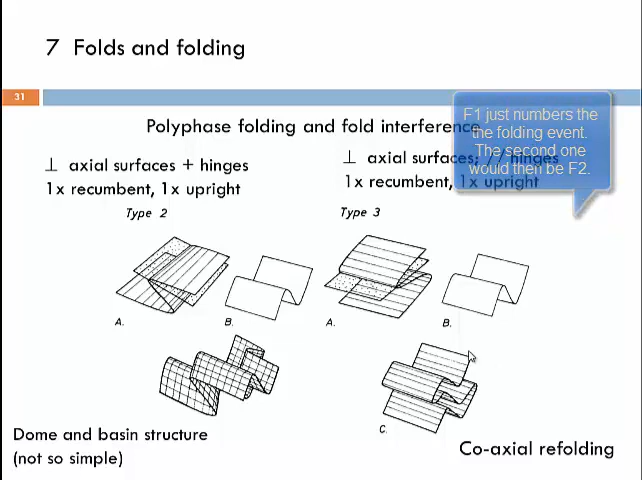 7 Folds and folding
31
Polyphase folding and fold interference
F1 just numbers the
the folding event.
The second one
would then be F2.
⊥ axial surfaces + hinges
1x recumbent, 1x upright
⊥ axial surfaces; // hinges
1x recumbent, 1x upright
Type 2
Type 3
A.
B.
A.
B.
C.
Dome and basin structure
(not so simple)
Co-axial refolding